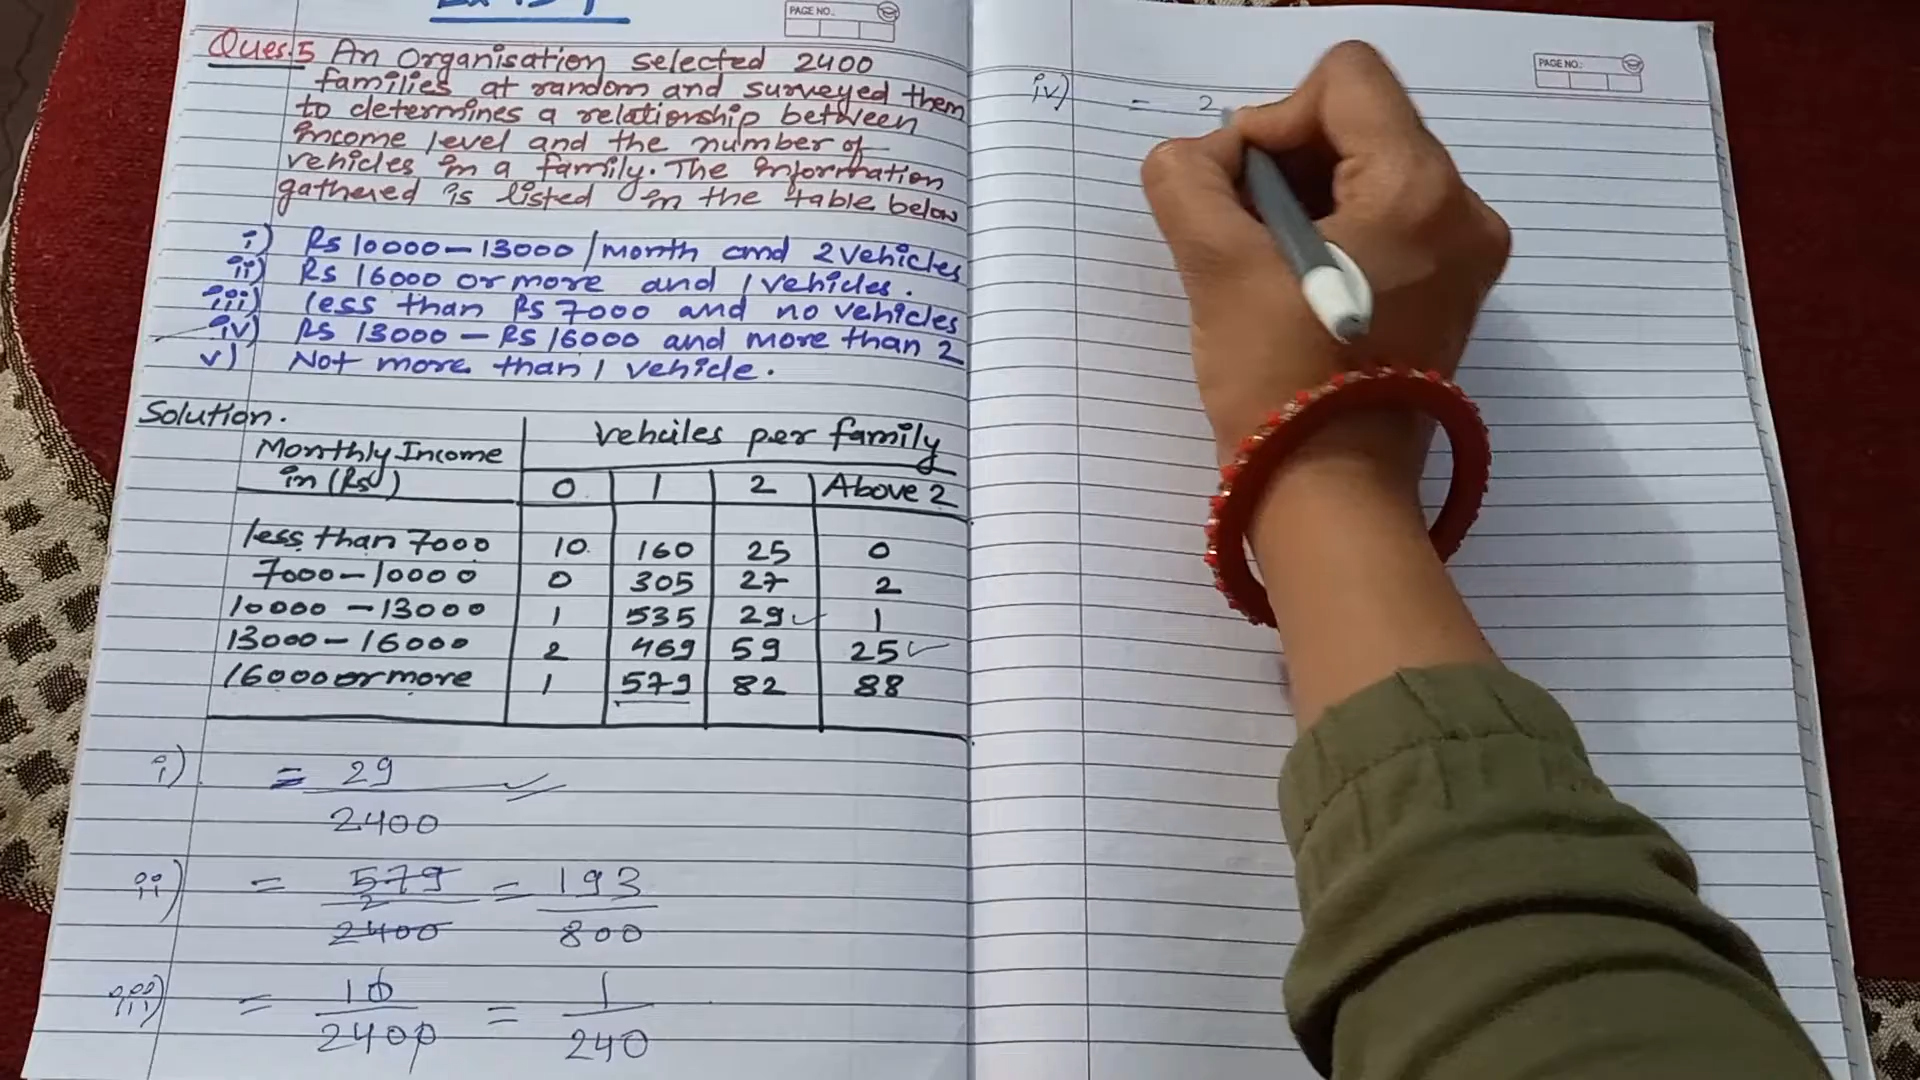 PAGE NO.
Ques.5 An Organisation selected 2400
families at random and surveyed them
to determines a relationship between
income level and the number of
vehicles in a family. The information
gathered is listed in the table below
i) Rs 10000-13000/month and 2 Vehicles
ii) Rs 16000 or more and 1 vehicles.
iii) less than Rs 7000 and no vehicles
iv) Rs 13000 - Rs 16000 and more than 2
v) Not more than 1 vehicle.
Solution.
Monthly Income in (Rs) vehciles per family
0 1 2 Above 2
less than 7000 10 160 25 0
7000-10000 0 305 27 2
10000-13000 1 535 29 1
13000-16000 2 469 59 25
16000 or more 1 579 82 88
i) = 29
2400
ii) = 579 = 193
2400 800
iii) = 10 = 1
2400 240
PAGE NO.:
iv) = 2